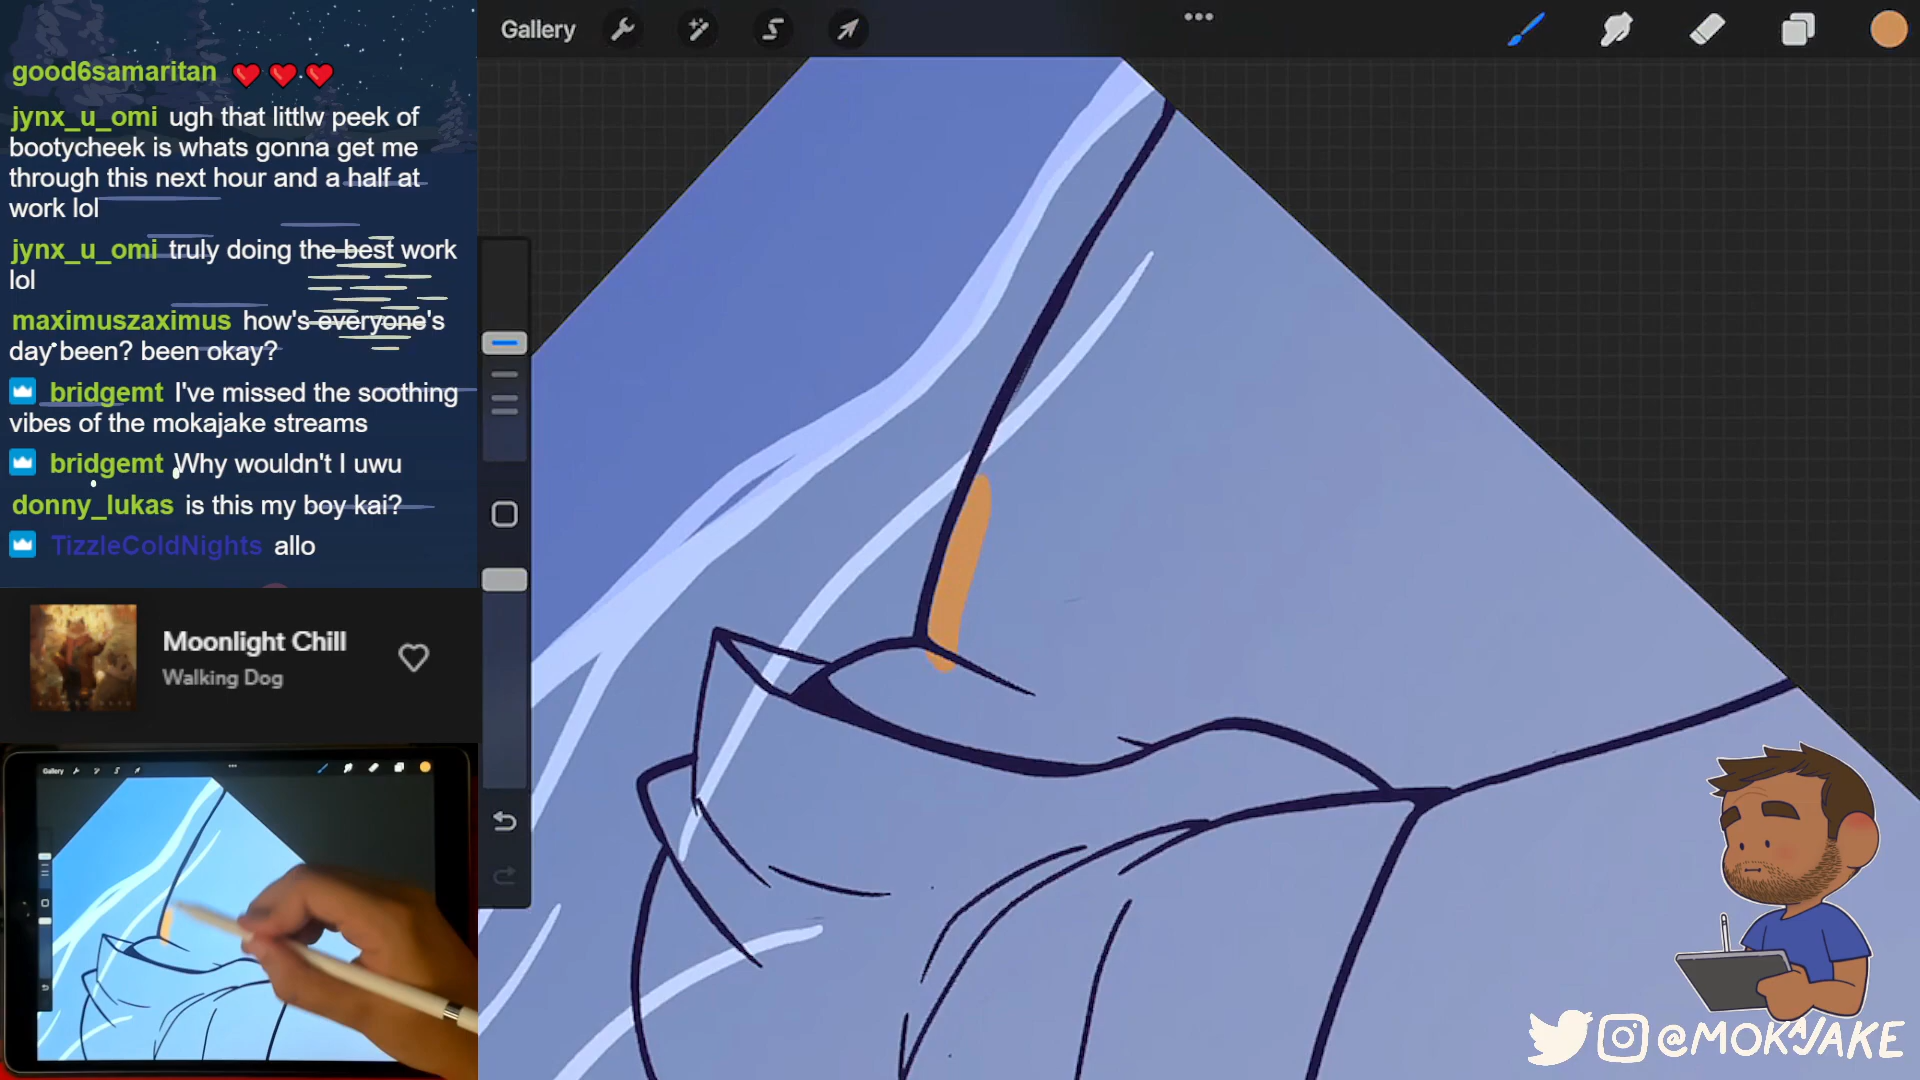 Gallery
good6samaritan
jynx_u_omi ugh that littlw peek of
bootycheek is whats gonna get me
through this next hour and a half at
work lol
jynx_u_omi truly doing the best work
lol
maximuszaximus how's everyone's
day been? been okay?
bridgemt I've missed the soothing
vibes of the mokajake streams
bridgemt Why wouldn't I uwu
donny_lukas is this my boy kai?
TizzleColdNights allo
Moonlight Chill
Walking Dog
Gallery
@MOKAJAKE